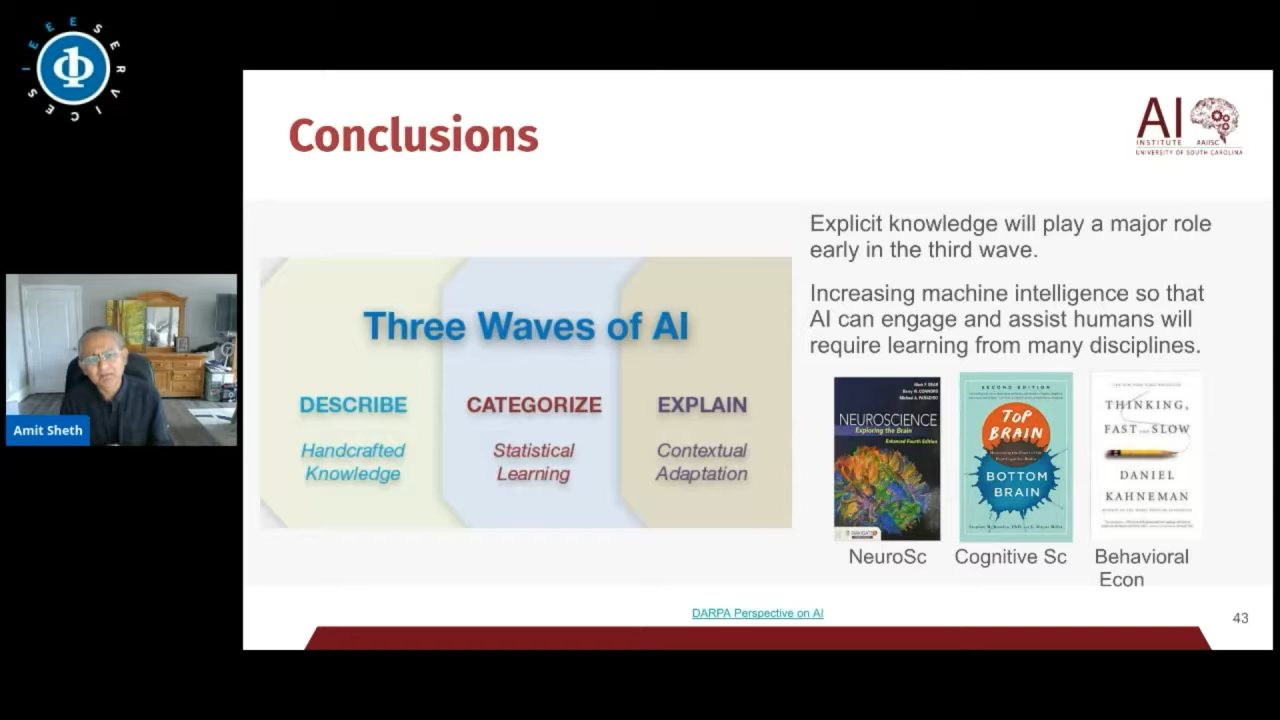 IEEE SERVICES
Conclusions
AI
INSTITUTE #AIISC
UNIVERSITY OF SOUTH CAROLINA
Explicit knowledge will play a major role
early in the third wave.
Increasing machine intelligence so that
AI can engage and assist humans will
require learning from many disciplines.
Three Waves of AI
DESCRIBE
Handcrafted
Knowledge
CATEGORIZE
Statistical
Learning
EXPLAIN
Contextual
Adaptation
Amit Sheth
NEUROSCIENCE
Exploring the Brain
Enhanced Fourth Edition
SECOND EDITION
TOP
BRAIN
BOTTOM
BRAIN
THINKING,
FAST AND SLOW
DANIEL
KAHNEMAN
NeuroSc
Cognitive Sc
Behavioral
Econ
DARPA Perspective on AI
43